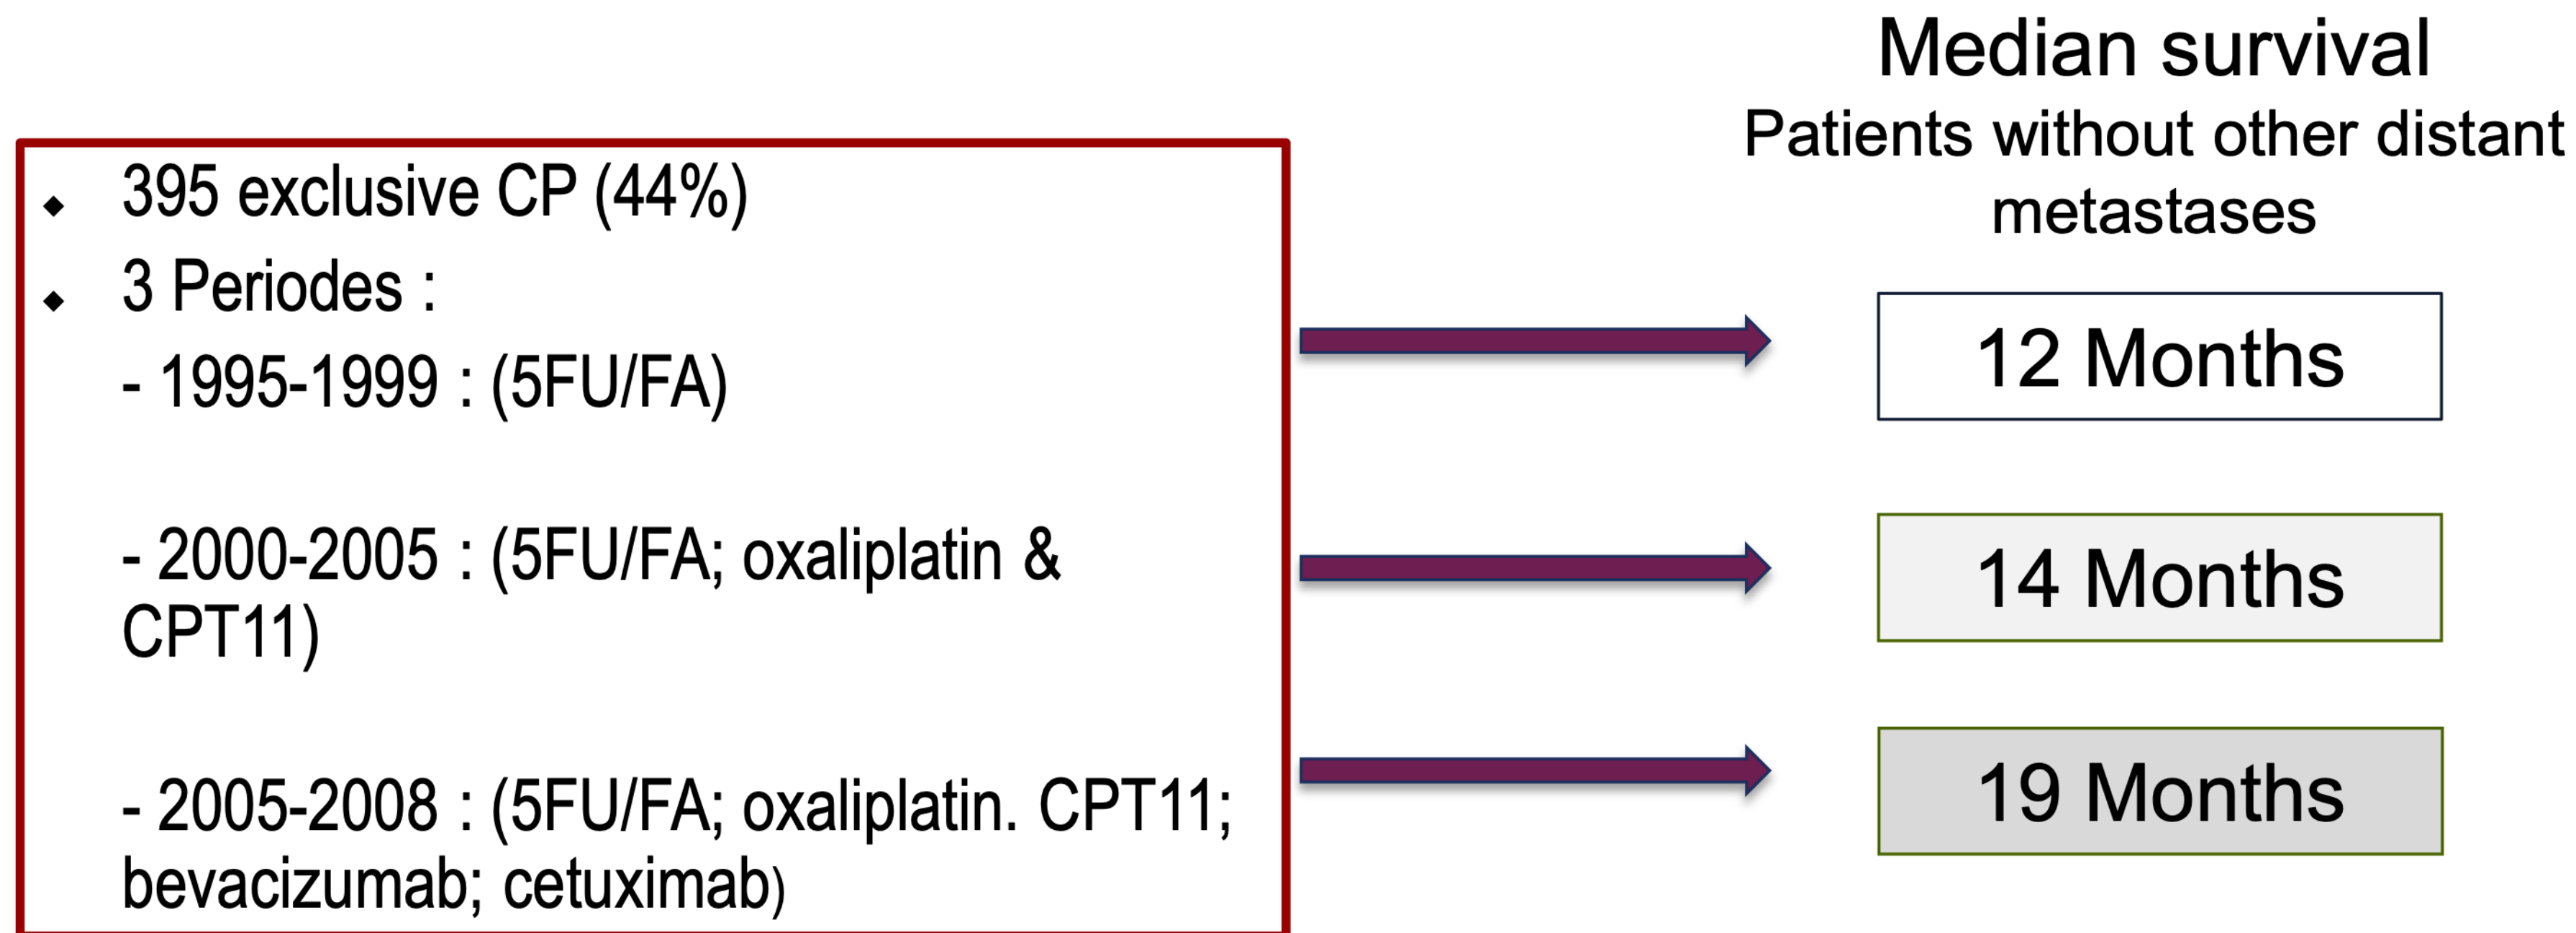 Median survival
Patients without other distant
metastases
◆ 395 exclusive CP (44%)
◆ 3 Periodes :
- 1995-1999 : (5FU/FA)
12 Months
- 2000-2005 : (5FU/FA; oxaliplatin &
CPT11)
14 Months
- 2005-2008 : (5FU/FA; oxaliplatin. CPT11;
bevacizumab; cetuximab)
19 Months